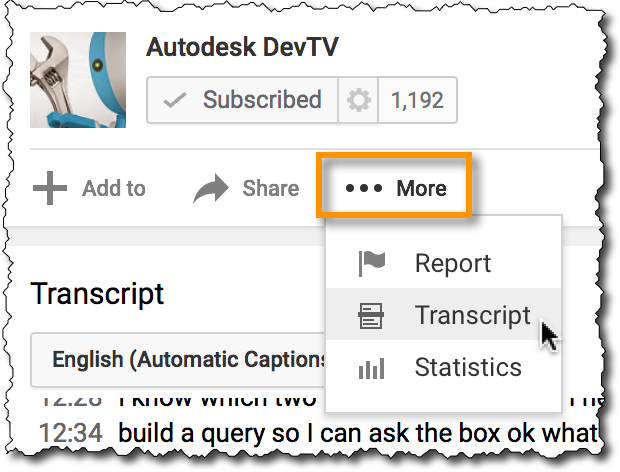 Autodesk DevTV
Subscribed 1,192
Add to Share More
Report
Transcript
Transcript
English (Automatic Captions
Statistics
12:28 I know which two
12:34 build a query so I can ask the box ok what